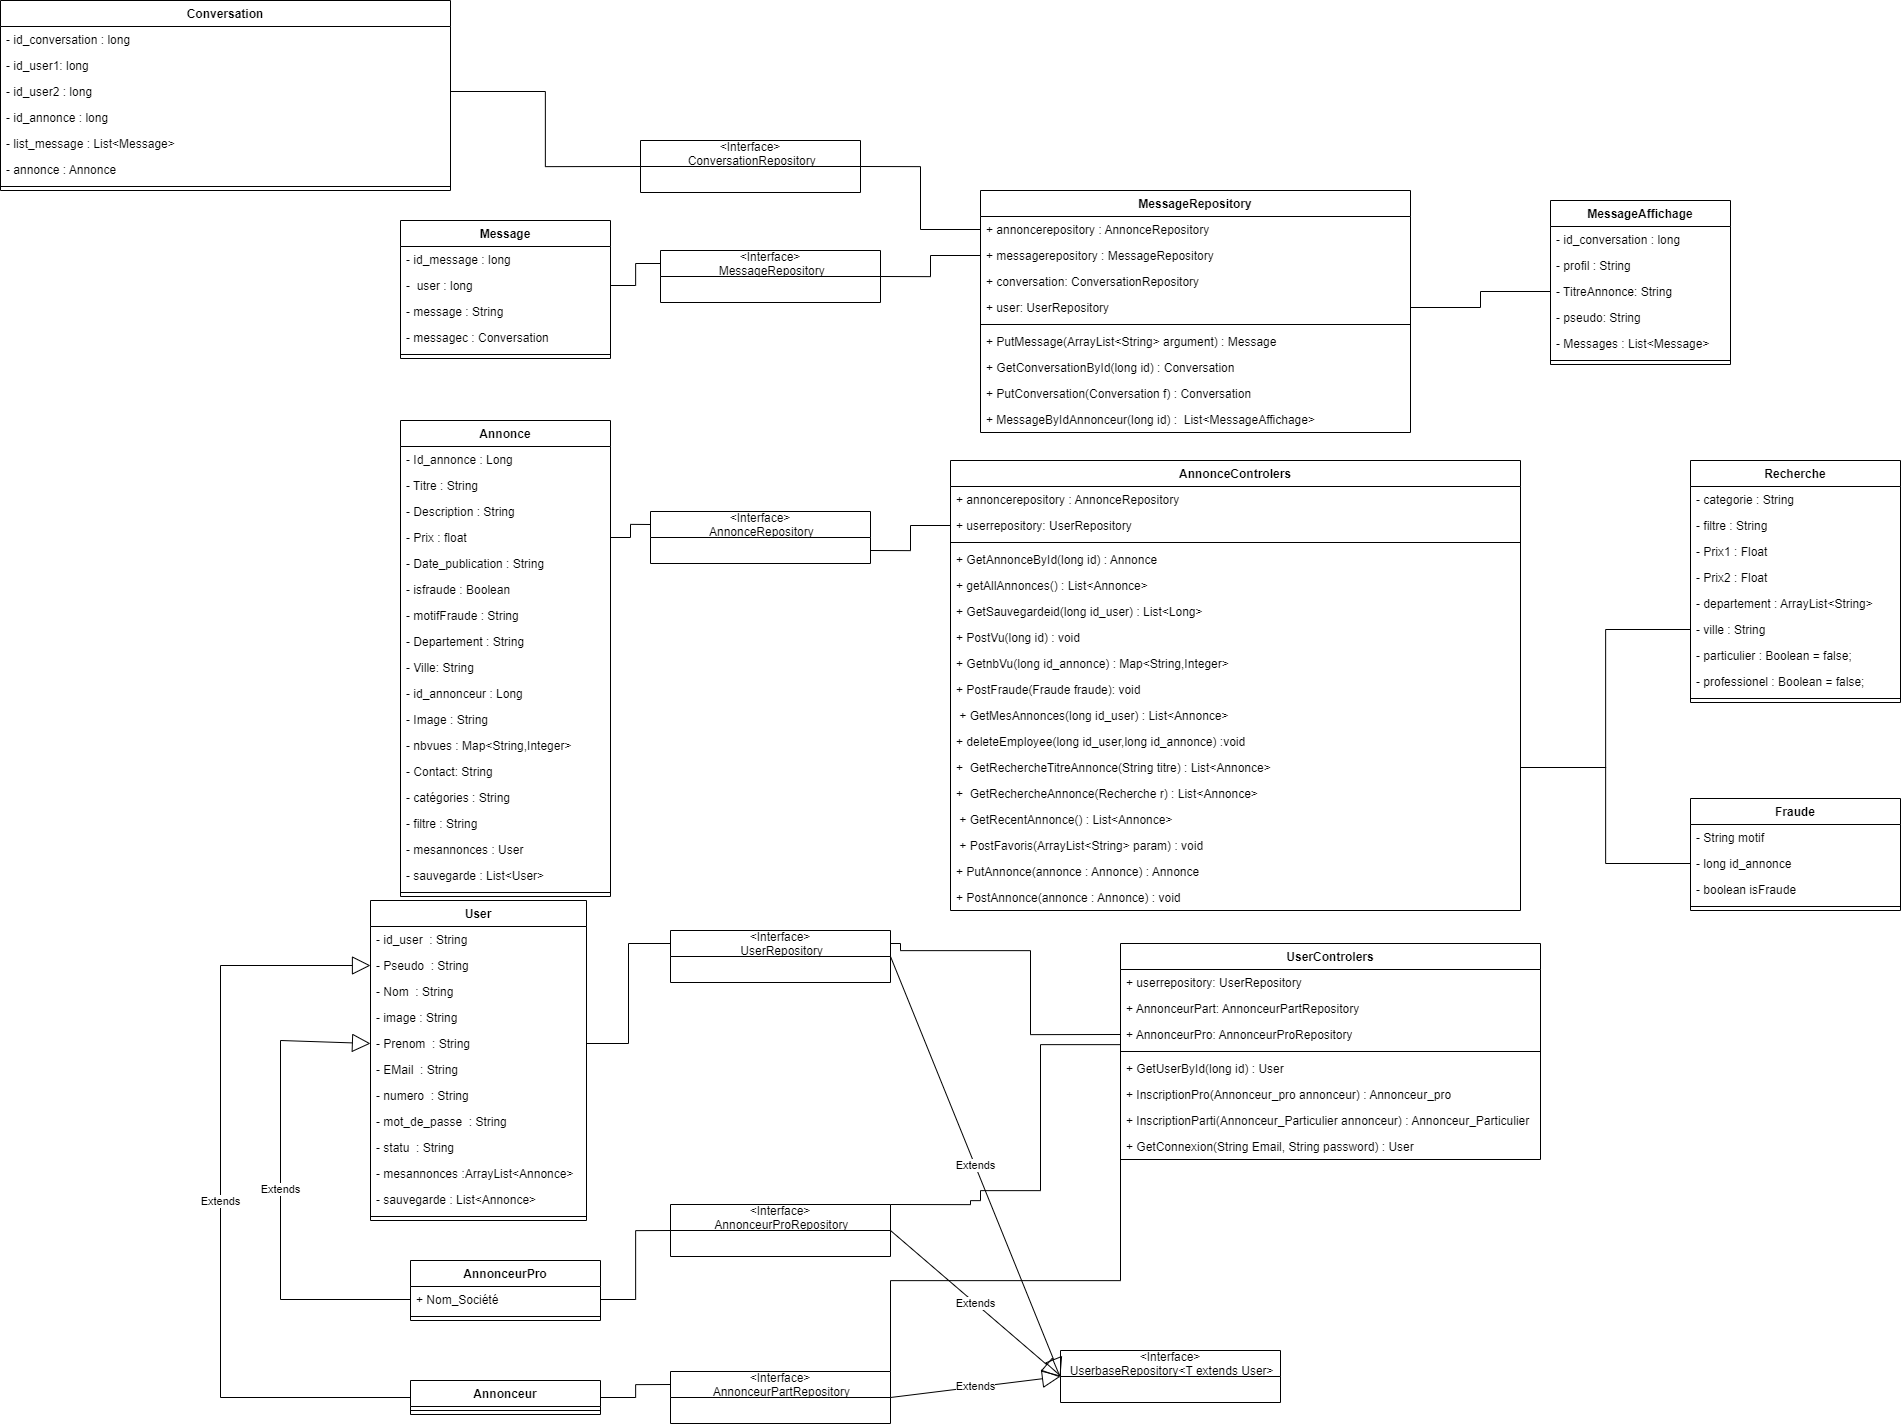 Conversation
- id_conversation : long
- id_user1: long
- id_user2 : long
- id_annonce : long
- list_message : List<Message>
- annonce : Annonce
<Interface>
ConversationRepository
Message
- id_message : long
-  user : long
- message : String
- messagec : Conversation
<Interface>
MessageRepository
MessageRepository
+ annoncerepository : AnnonceRepository
+ messagerepository : MessageRepository
+ conversation: ConversationRepository
+ user: UserRepository
+ PutMessage(ArrayList<String> argument) : Message
+ GetConversationById(long id) : Conversation
+ PutConversation(Conversation f) : Conversation
+ MessageByIdAnnonceur(long id) :  List<MessageAffichage>
MessageAffichage
- id_conversation : long
- profil : String
- TitreAnnonce: String
- pseudo: String
- Messages : List<Message>
Annonce
- Id_annonce : Long
- Titre : String
- Description : String
- Prix : float
- Date_publication : String
- isfraude : Boolean
- motifFraude : String
- Departement : String
- Ville: String
- id_annonceur : Long
- Image : String
- nbvues : Map<String,Integer>
- Contact: String
- catégories : String
- filtre : String
- mesannonces : User
- sauvegarde : List<User>
<Interface>
AnnonceRepository
AnnonceControlers
+ annoncerepository : AnnonceRepository
+ userrepository: UserRepository
+ GetAnnonceById(long id) : Annonce
+ getAllAnnonces() : List<Annonce>
+ GetSauvegardeid(long id_user) : List<Long>
+ PostVu(long id) : void
+ GetnbVu(long id_annonce) : Map<String,Integer>
+ PostFraude(Fraude fraude): void
+ GetMesAnnonces(long id_user) : List<Annonce>
+ deleteEmployee(long id_user,long id_annonce) :void
+  GetRechercheTitreAnnonce(String titre) : List<Annonce>
+  GetRechercheAnnonce(Recherche r) : List<Annonce>
+ GetRecentAnnonce() : List<Annonce>
+ PostFavoris(ArrayList<String> param) : void
+ PutAnnonce(annonce : Annonce) : Annonce
+ PostAnnonce(annonce : Annonce) : void
Recherche
- categorie : String
- filtre : String
- Prix1 : Float
- Prix2 : Float
- departement : ArrayList<String>
- ville : String
- particulier : Boolean = false;
- professionel : Boolean = false;
Fraude
- String motif
- long id_annonce
- boolean isFraude
User
- id_user  : String
- Pseudo  : String
- Nom  : String
- image : String
- Prenom  : String
- EMail  : String
- numero  : String
- mot_de_passe  : String
- statu  : String
- mesannonces :ArrayList<Annonce>
- sauvegarde : List<Annonce>
<Interface>
UserRepository
UserControlers
+ userrepository: UserRepository
+ AnnonceurPart: AnnonceurPartRepository
+ AnnonceurPro: AnnonceurProRepository
+ GetUserById(long id) : User
+ InscriptionPro(Annonceur_pro annonceur) : Annonceur_pro
+ InscriptionParti(Annonceur_Particulier annonceur) : Annonceur_Particulier
+ GetConnexion(String Email, String password) : User
Extends
Extends
Extends
<Interface>
AnnonceurProRepository
AnnonceurPro
+ Nom_Société
Extends
<Interface>
UserbaseRepository<T extends User>
Annonceur
<Interface>
AnnonceurPartRepository
Extends